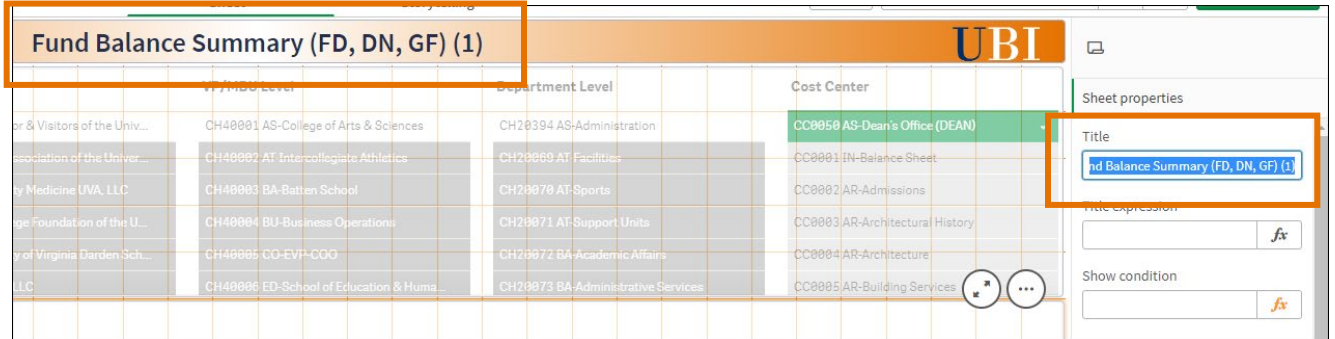 Fund Balance Summary (FD, DN, GF) (1)
UBI
Sheet properties
VP/MBU Level
Department Level
Cost Center
or & Visitors of the Univ...
CH40001 AS-College of Arts & Sciences
CH20394 AS-Administration
CC0050 AS-Dean's Office (DEAN)
ssociation of the Univer...
CH40002 AT-Intercollegiate Athletics
CH20069 AT-Facilities
CC0001 IN-Balance Sheet
ty Medicine UVA, LLC
CH40003 BA-Batten School
CH20070 AT-Sports
CC0002 AR-Admissions
ge Foundation of the U...
CH40004 BU-Business Operations
CH20071 AT-Support Units
CC0003 AR-Architectural History
y of Virginia Darden Sch...
CH40005 CO-EVP-COO
CH20072 BA-Academic Affairs
CC0004 AR-Architecture
LLC
CH40006 ED-School of Education & Huma...
CH20073 BA-Administrative Services
CC0005 AR-Building Services
Title
nd Balance Summary (FD, DN, GF) (1)
Title expression
fx
Show condition
fx